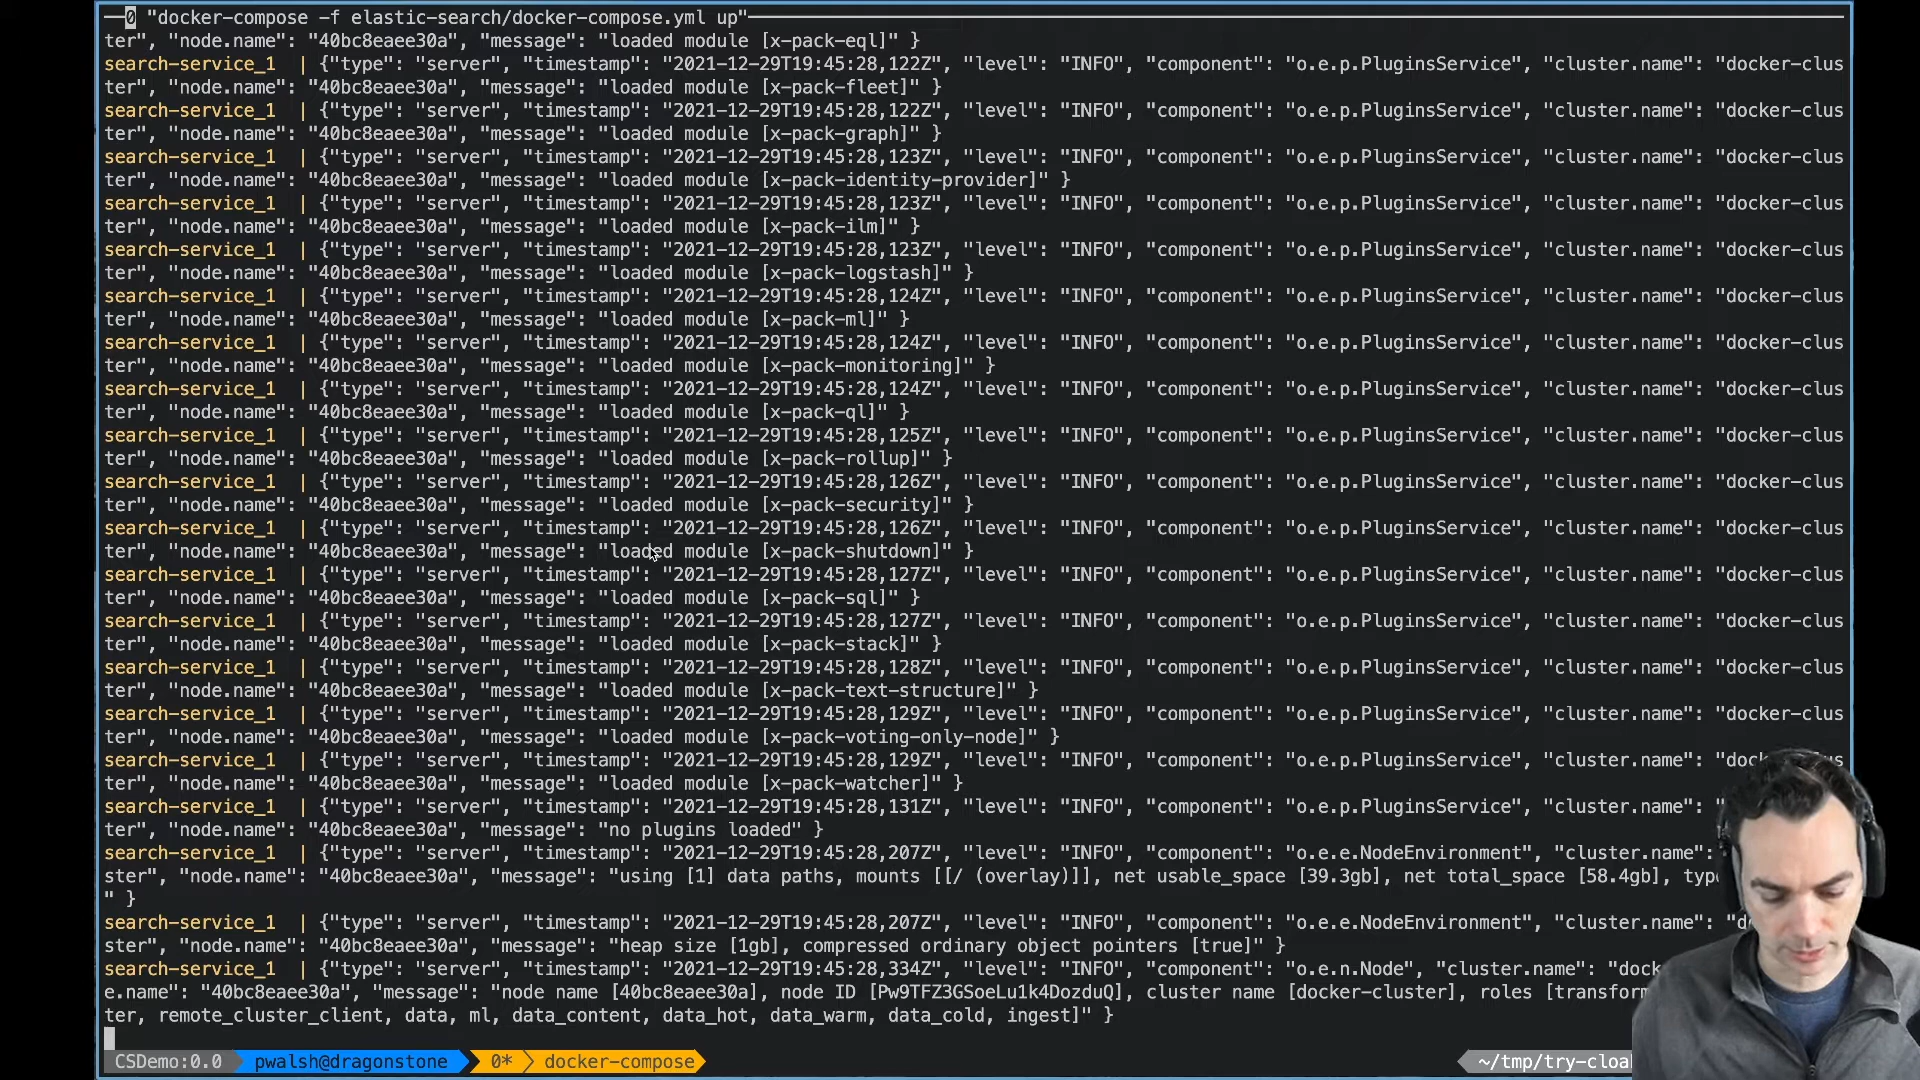 0 "docker-compose -f elastic-search/docker-compose.yml up"
ter", "node.name": "40bc8eaee30a", "message": "loaded module [x-pack-eql]" }
search-service_1  | {"type": "server", "timestamp": "2021-12-29T19:45:28,122Z", "level": "INFO", "component": "o.e.p.PluginsService", "cluster.name": "docker-clus
ter", "node.name": "40bc8eaee30a", "message": "loaded module [x-pack-fleet]" }
search-service_1  | {"type": "server", "timestamp": "2021-12-29T19:45:28,122Z", "level": "INFO", "component": "o.e.p.PluginsService", "cluster.name": "docker-clus
ter", "node.name": "40bc8eaee30a", "message": "loaded module [x-pack-graph]" }
search-service_1  | {"type": "server", "timestamp": "2021-12-29T19:45:28,123Z", "level": "INFO", "component": "o.e.p.PluginsService", "cluster.name": "docker-clus
ter", "node.name": "40bc8eaee30a", "message": "loaded module [x-pack-identity-provider]" }
search-service_1  | {"type": "server", "timestamp": "2021-12-29T19:45:28,123Z", "level": "INFO", "component": "o.e.p.PluginsService", "cluster.name": "docker-clus
ter", "node.name": "40bc8eaee30a", "message": "loaded module [x-pack-ilm]" }
search-service_1  | {"type": "server", "timestamp": "2021-12-29T19:45:28,123Z", "level": "INFO", "component": "o.e.p.PluginsService", "cluster.name": "docker-clus
ter", "node.name": "40bc8eaee30a", "message": "loaded module [x-pack-logstash]" }
search-service_1  | {"type": "server", "timestamp": "2021-12-29T19:45:28,124Z", "level": "INFO", "component": "o.e.p.PluginsService", "cluster.name": "docker-clus
ter", "node.name": "40bc8eaee30a", "message": "loaded module [x-pack-ml]" }
search-service_1  | {"type": "server", "timestamp": "2021-12-29T19:45:28,124Z", "level": "INFO", "component": "o.e.p.PluginsService", "cluster.name": "docker-clus
ter", "node.name": "40bc8eaee30a", "message": "loaded module [x-pack-monitoring]" }
search-service_1  | {"type": "server", "timestamp": "2021-12-29T19:45:28,124Z", "level": "INFO", "component": "o.e.p.PluginsService", "cluster.name": "docker-clus
ter", "node.name": "40bc8eaee30a", "message": "loaded module [x-pack-ql]" }
search-service_1  | {"type": "server", "timestamp": "2021-12-29T19:45:28,125Z", "level": "INFO", "component": "o.e.p.PluginsService", "cluster.name": "docker-clus
ter", "node.name": "40bc8eaee30a", "message": "loaded module [x-pack-rollup]" }
search-service_1  | {"type": "server", "timestamp": "2021-12-29T19:45:28,126Z", "level": "INFO", "component": "o.e.p.PluginsService", "cluster.name": "docker-clus
ter", "node.name": "40bc8eaee30a", "message": "loaded module [x-pack-security]" }
search-service_1  | {"type": "server", "timestamp": "2021-12-29T19:45:28,126Z", "level": "INFO", "component": "o.e.p.PluginsService", "cluster.name": "docker-clus
ter", "node.name": "40bc8eaee30a", "message": "loaded module [x-pack-shutdown]" }
search-service_1  | {"type": "server", "timestamp": "2021-12-29T19:45:28,127Z", "level": "INFO", "component": "o.e.p.PluginsService", "cluster.name": "docker-clus
ter", "node.name": "40bc8eaee30a", "message": "loaded module [x-pack-sql]" }
search-service_1  | {"type": "server", "timestamp": "2021-12-29T19:45:28,127Z", "level": "INFO", "component": "o.e.p.PluginsService", "cluster.name": "docker-clus
ter", "node.name": "40bc8eaee30a", "message": "loaded module [x-pack-stack]" }
search-service_1  | {"type": "server", "timestamp": "2021-12-29T19:45:28,128Z", "level": "INFO", "component": "o.e.p.PluginsService", "cluster.name": "docker-clus
ter", "node.name": "40bc8eaee30a", "message": "loaded module [x-pack-text-structure]" }
search-service_1  | {"type": "server", "timestamp": "2021-12-29T19:45:28,129Z", "level": "INFO", "component": "o.e.p.PluginsService", "cluster.name": "docker-clus
ter", "node.name": "40bc8eaee30a", "message": "loaded module [x-pack-voting-only-node]" }
search-service_1  | {"type": "server", "timestamp": "2021-12-29T19:45:28,129Z", "level": "INFO", "component": "o.e.p.PluginsService", "cluster.name": "dock
ter", "node.name": "40bc8eaee30a", "message": "loaded module [x-pack-watcher]" }
search-service_1  | {"type": "server", "timestamp": "2021-12-29T19:45:28,131Z", "level": "INFO", "component": "o.e.p.PluginsService", "cluster.name":
ter", "node.name": "40bc8eaee30a", "message": "no plugins loaded" }
search-service_1  | {"type": "server", "timestamp": "2021-12-29T19:45:28,207Z", "level": "INFO", "component": "o.e.e.NodeEnvironment", "cluster.name":
ster", "node.name": "40bc8eaee30a", "message": "using [1] data paths, mounts [[/ (overlay)]], net usable_space [39.3gb], net total_space [58.4gb], typ
" }
search-service_1  | {"type": "server", "timestamp": "2021-12-29T19:45:28,207Z", "level": "INFO", "component": "o.e.e.NodeEnvironment", "cluster.name": "d
ster", "node.name": "40bc8eaee30a", "message": "heap size [1gb], compressed ordinary object pointers [true]" }
search-service_1  | {"type": "server", "timestamp": "2021-12-29T19:45:28,334Z", "level": "INFO", "component": "o.e.n.Node", "cluster.name": "dock
e.name": "40bc8eaee30a", "message": "node name [40bc8eaee30a], node ID [Pw9TFZ3GSoeLu1k4DozduQ], cluster name [docker-cluster], roles [transform
ter, remote_cluster_client, data, ml, data_content, data_hot, data_warm, data_cold, ingest]" }
CSDemo:0.0 pwalsh@dragonstone 0* docker-compose ~/tmp/try-cloa